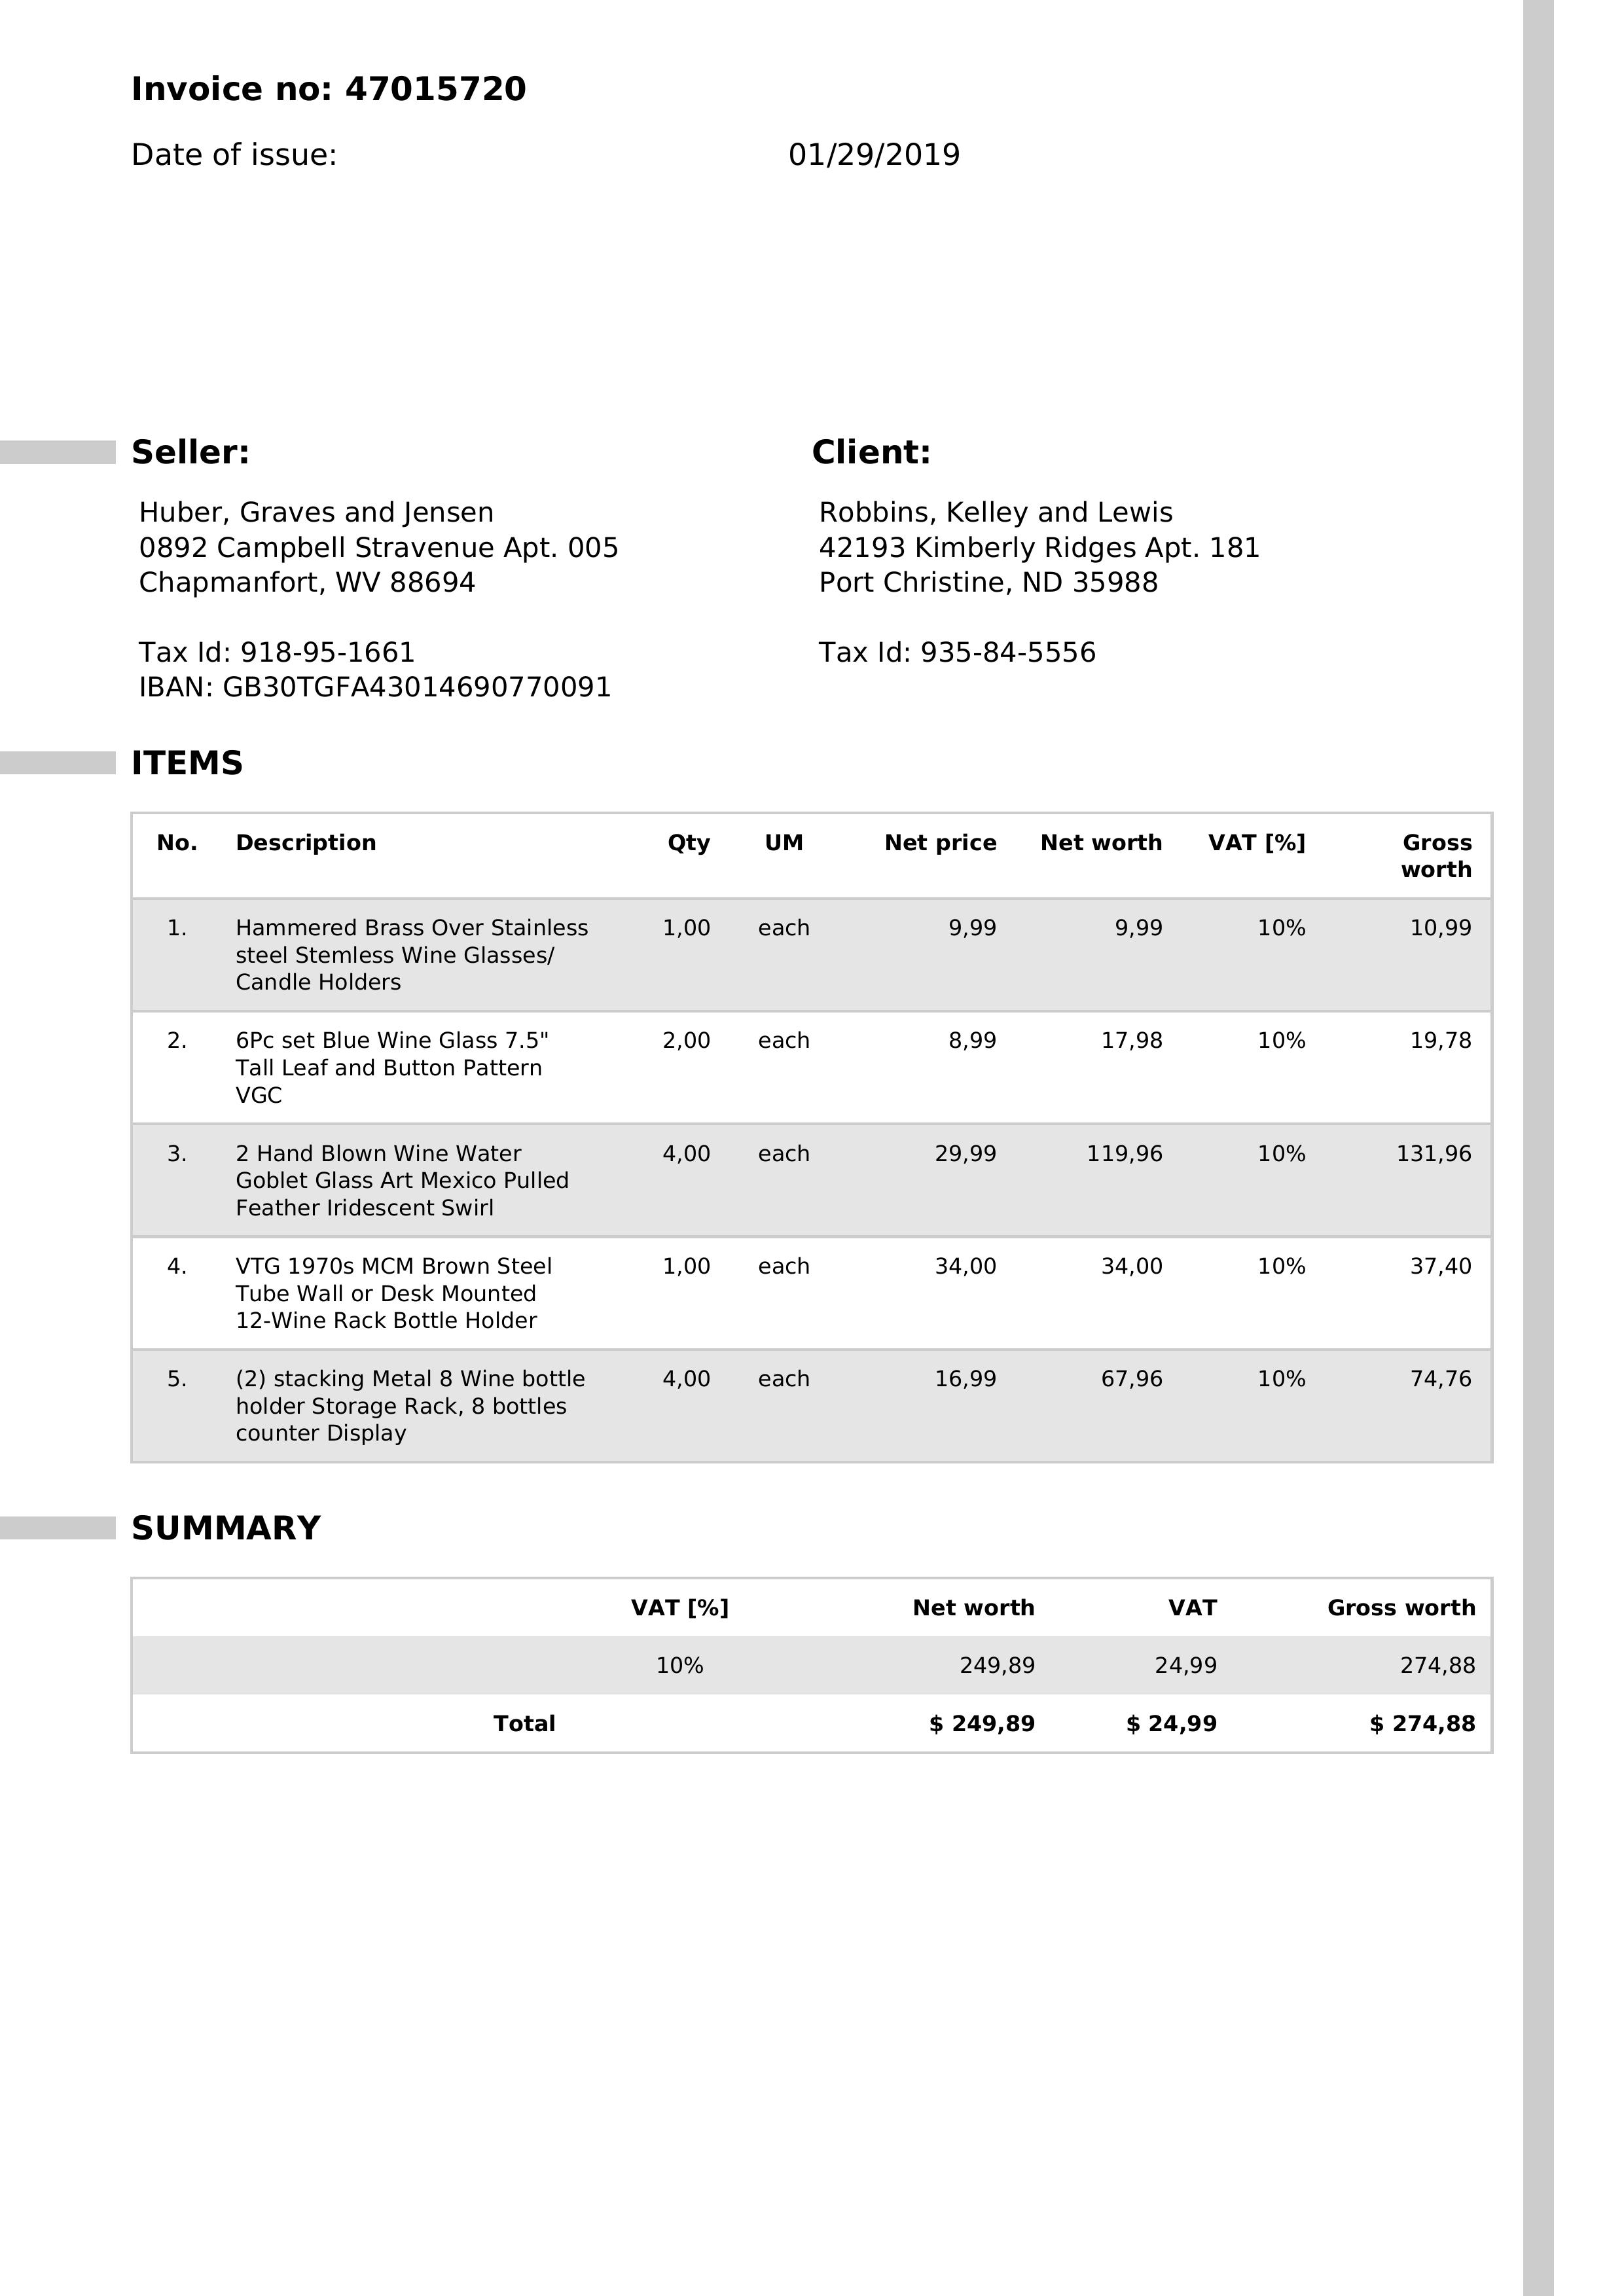 Invoice no: 47015720
Date of issue: 01/29/2019
Seller:
Huber, Graves and Jensen
0892 Campbell Stravenue Apt. 005
Chapmanfort, WV 88694
Tax Id: 918-95-1661
IBAN: GB30TGFA43014690770091
Client:
Robbins, Kelley and Lewis
42193 Kimberly Ridges Apt. 181
Port Christine, ND 35988
Tax Id: 935-84-5556
ITEMS
No. Description Qty UM Net price Net worth VAT [%] Gross
worth
1. Hammered Brass Over Stainless 1,00 each 9,99 9,99 10% 10,99
steel Stemless Wine Glasses/
Candle Holders
2. 6Pc set Blue Wine Glass 7.5" 2,00 each 8,99 17,98 10% 19,78
Tall Leaf and Button Pattern
VGC
3. 2 Hand Blown Wine Water 4,00 each 29,99 119,96 10% 131,96
Goblet Glass Art Mexico Pulled
Feather Iridescent Swirl
4. VTG 1970s MCM Brown Steel 1,00 each 34,00 34,00 10% 37,40
Tube Wall or Desk Mounted
12-Wine Rack Bottle Holder
5. (2) stacking Metal 8 Wine bottle 4,00 each 16,99 67,96 10% 74,76
holder Storage Rack, 8 bottles
counter Display
SUMMARY
VAT [%] Net worth VAT Gross worth
10% 249,89 24,99 274,88
Total $ 249,89 $ 24,99 $ 274,88